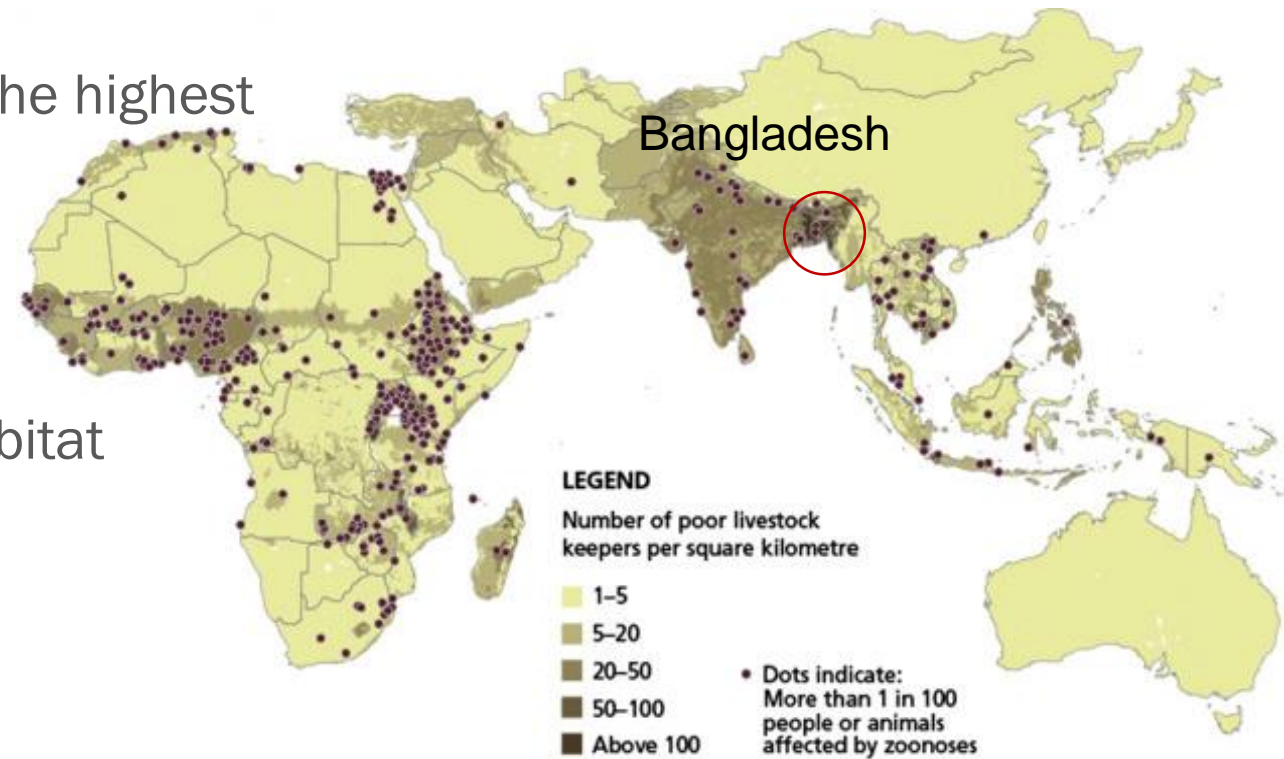 he highest
Bangladesh
bitat
LEGEND
Number of poor livestock
keepers per square kilometre
1–5
5–20
20–50
50–100
Above 100
Dots indicate:
More than 1 in 100
people or animals
affected by zoonoses